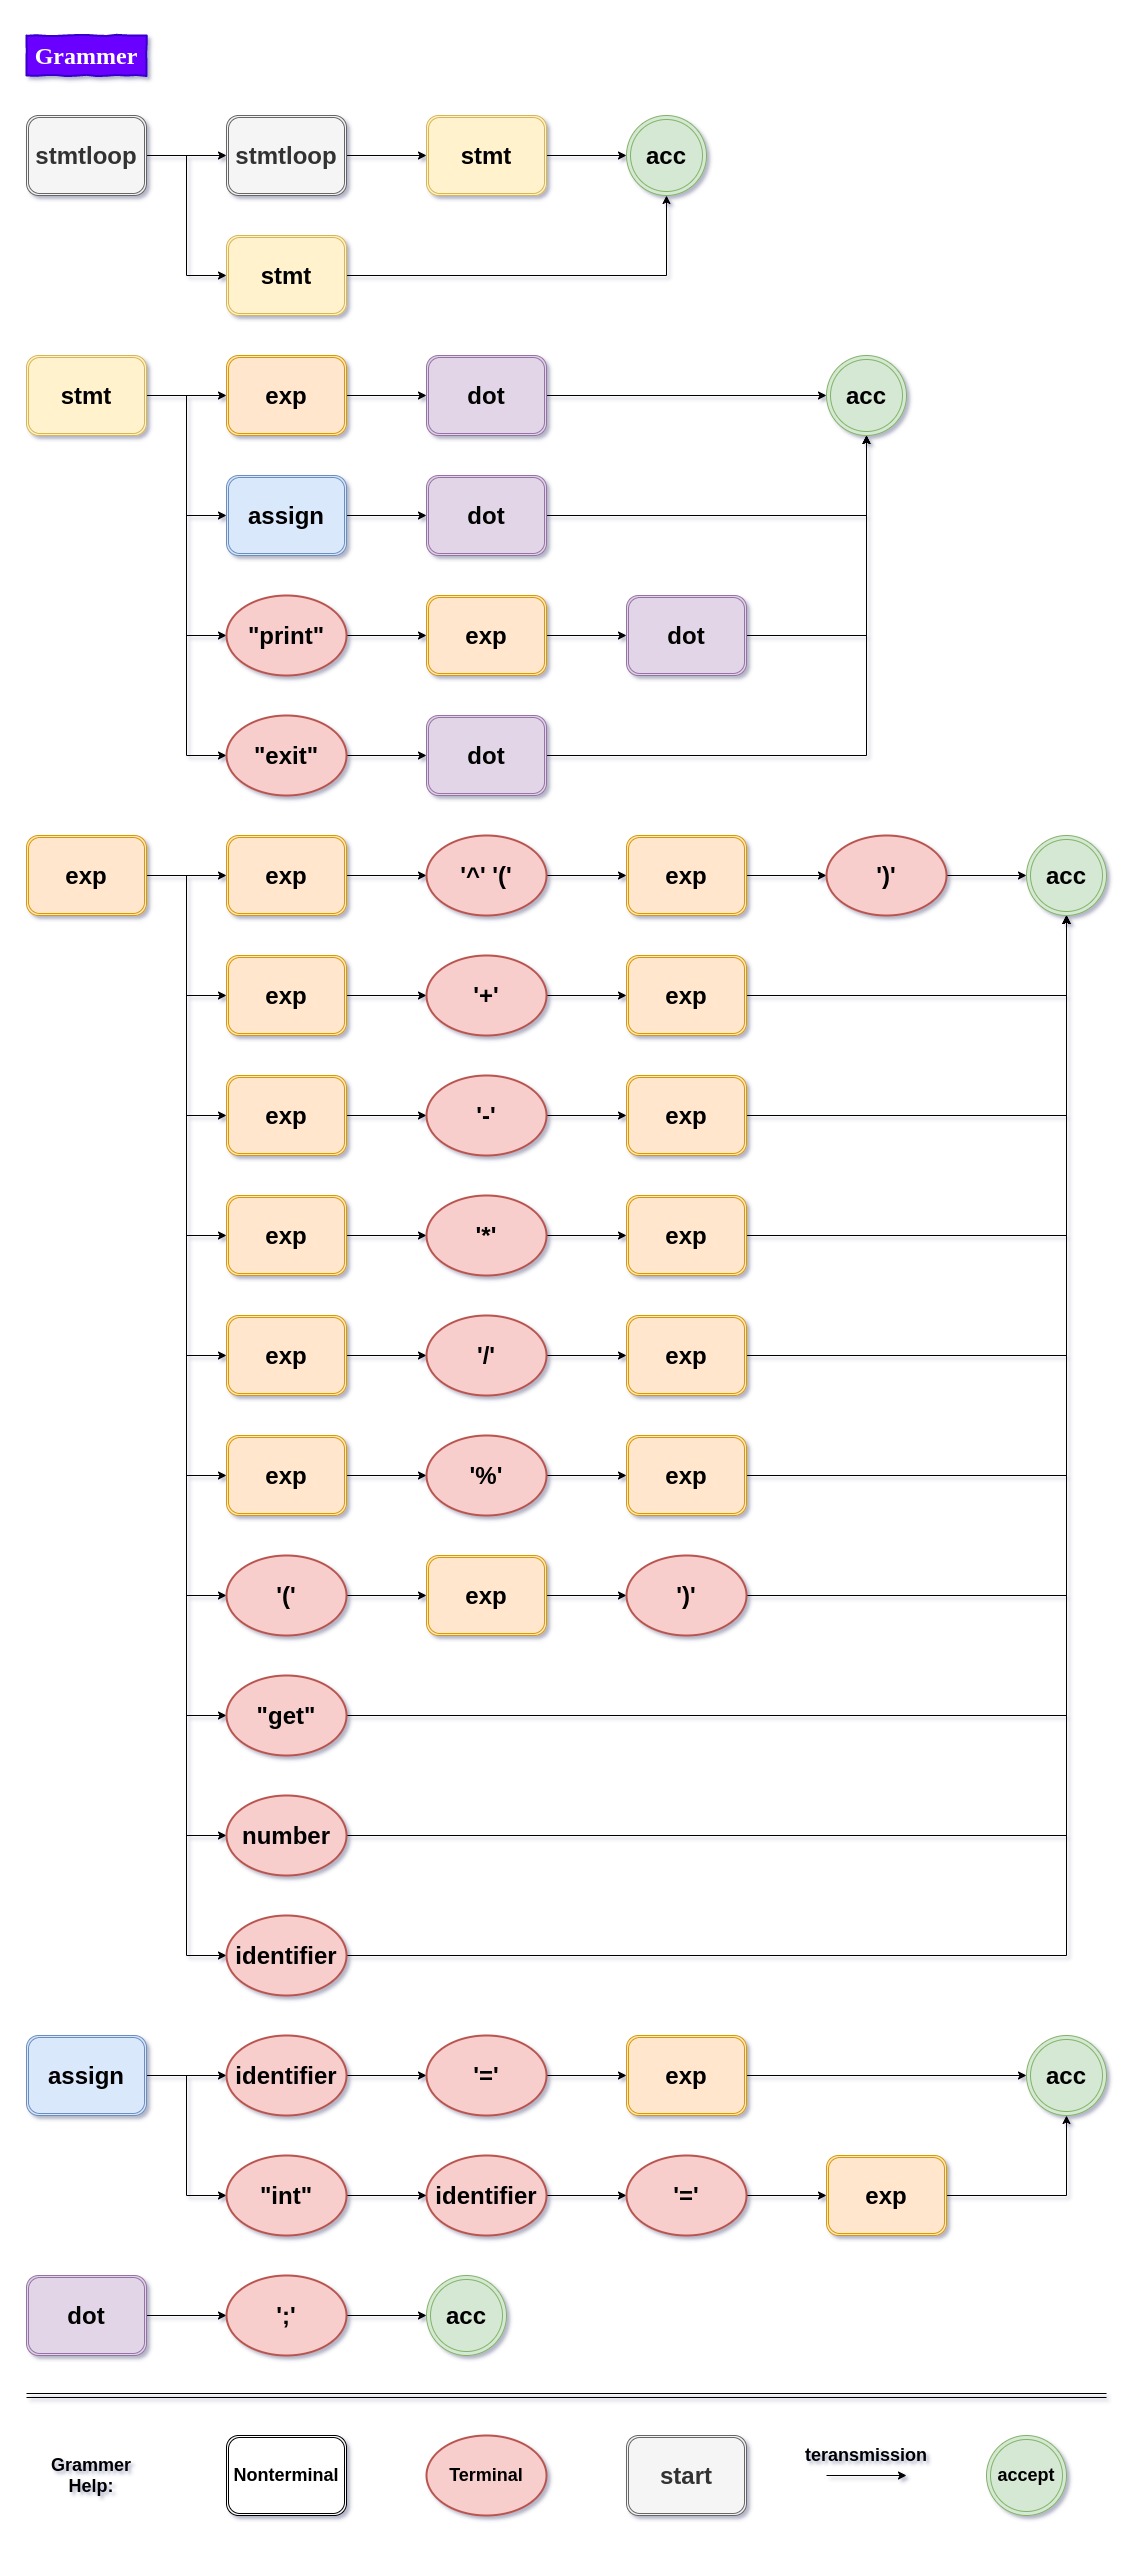 Grammer
stmtloop stmtloop stmt acc
stmt
stmt exp dot acc
assign dot
"print" exp dot
"exit" dot
exp exp '^' '(' exp ')' acc
exp '+' exp
exp '-' exp
exp '*' exp
exp '/' exp
exp '%' exp
'(' exp ')'
"get"
number
identifier
assign identifier '=' exp acc
"int" identifier '=' exp
dot ';' acc
Grammer
Help:
Nonterminal
Terminal
start
teransmission
accept